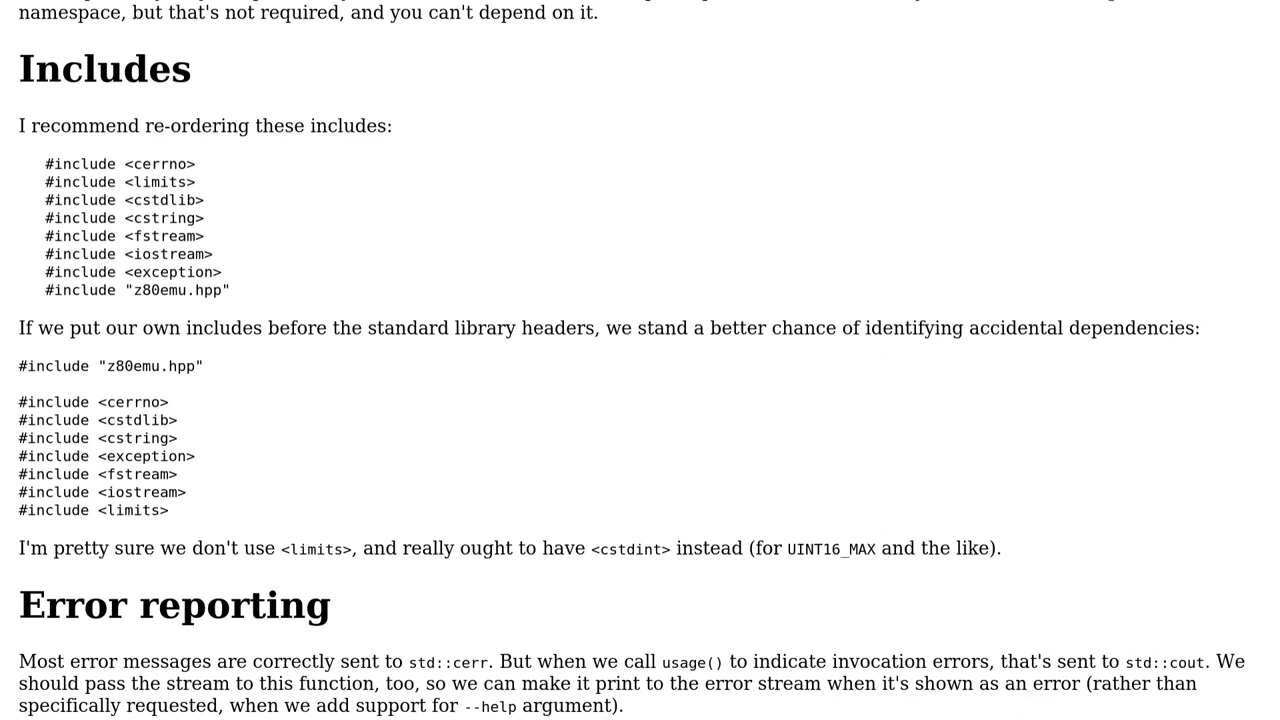 namespace, but that's not required, and you can't depend on it.
Includes
I recommend re-ordering these includes:
#include <cerrno>
#include <limits>
#include <cstdlib>
#include <cstring>
#include <fstream>
#include <iostream>
#include <exception>
#include "z80emu.hpp"
If we put our own includes before the standard library headers, we stand a better chance of identifying accidental dependencies:
#include "z80emu.hpp"
#include <cerrno>
#include <cstdlib>
#include <cstring>
#include <exception>
#include <fstream>
#include <iostream>
#include <limits>
I'm pretty sure we don't use <limits>, and really ought to have <cstdint> instead (for UINT16_MAX and the like).
Error reporting
Most error messages are correctly sent to std::cerr. But when we call usage() to indicate invocation errors, that's sent to std::cout. We
should pass the stream to this function, too, so we can make it print to the error stream when it's shown as an error (rather than
specifically requested, when we add support for --help argument).